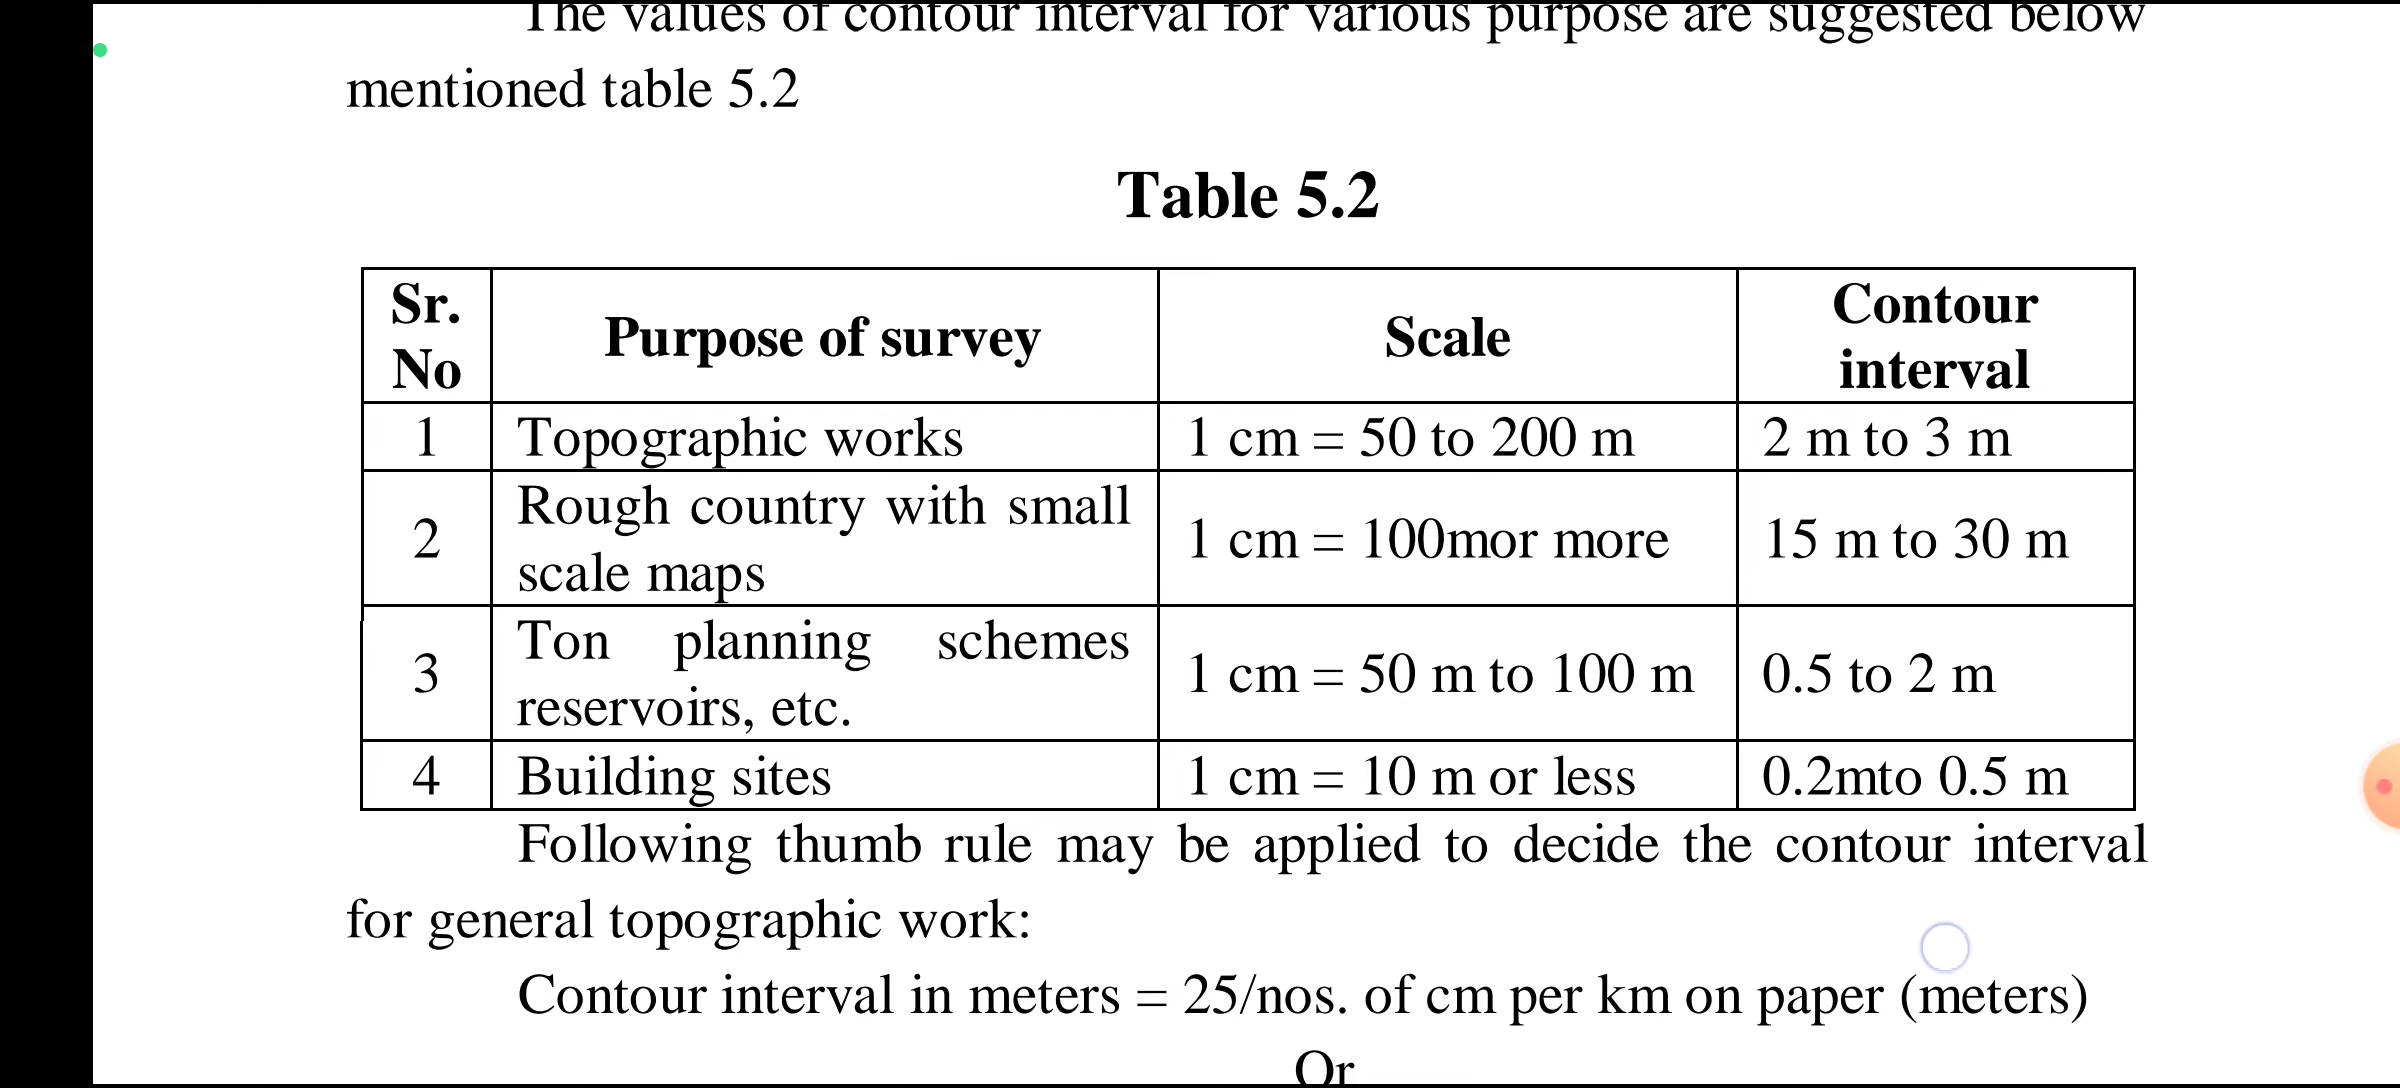 The values of contour interval for various purpose are suggested below
mentioned table 5.2
Table 5.2
Sr. No | Purpose of survey | Scale | Contour interval
1 | Topographic works | 1 cm = 50 to 200 m | 2 m to 3 m
2 | Rough country with small scale maps | 1 cm = 100mor more | 15 m to 30 m
3 | Ton planning schemes reservoirs, etc. | 1 cm = 50 m to 100 m | 0.5 to 2 m
4 | Building sites | 1 cm = 10 m or less | 0.2mto 0.5 m
Following thumb rule may be applied to decide the contour interval
for general topographic work:
Contour interval in meters = 25/nos. of cm per km on paper (meters)
Or